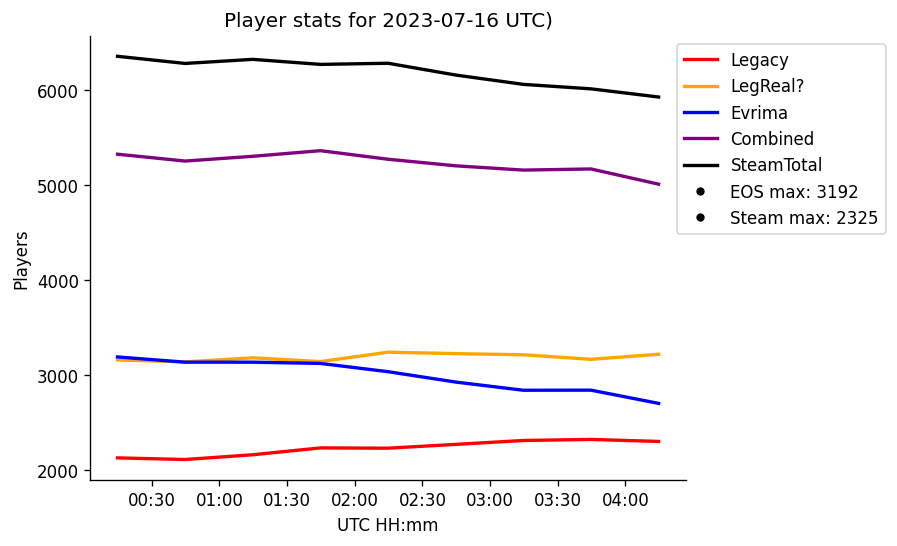 Player stats for 2023-07-16 UTC)
Legacy
LegReal?
Evrima
Combined
SteamTotal
EOS max: 3192
Steam max: 2325
Players
6000
5000
4000
3000
2000
00:30 01:00 01:30 02:00 02:30 03:00 03:30 04:00
UTC HH:mm